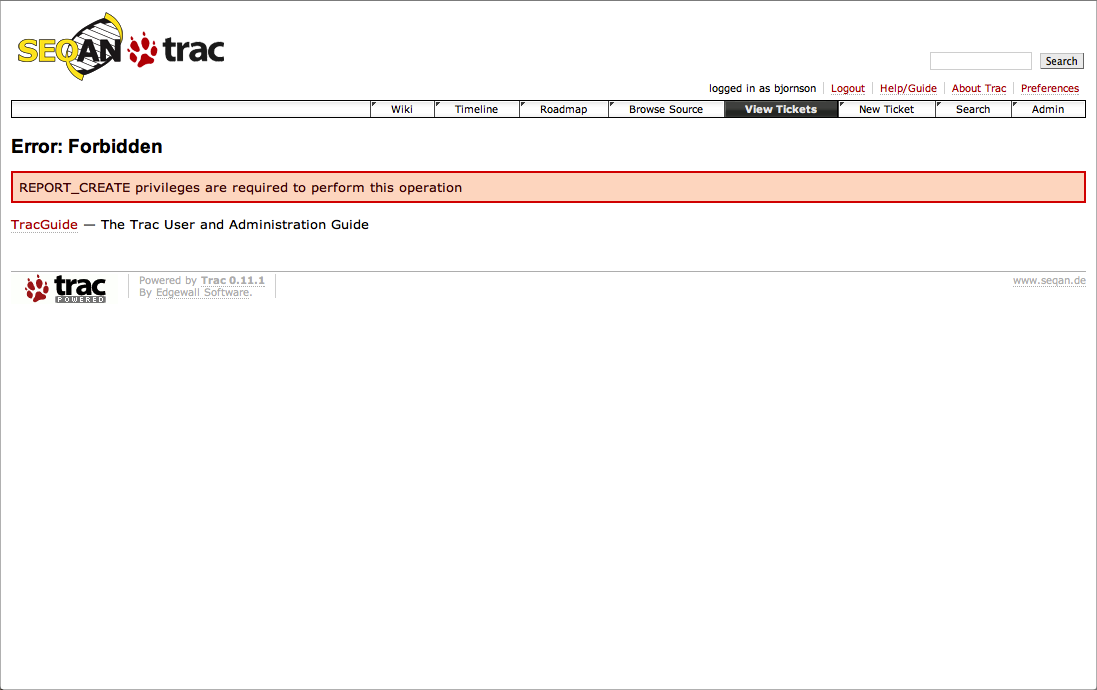 SEQAN trac
Search
logged in as bjornson Logout Help/Guide About Trac Preferences
Wiki Timeline Roadmap Browse Source View Tickets New Ticket Search Admin
Error: Forbidden
REPORT_CREATE privileges are required to perform this operation
TracGuide — The Trac User and Administration Guide
trac POWERED
Powered by Trac 0.11.1
By Edgewall Software.
www.seqan.de